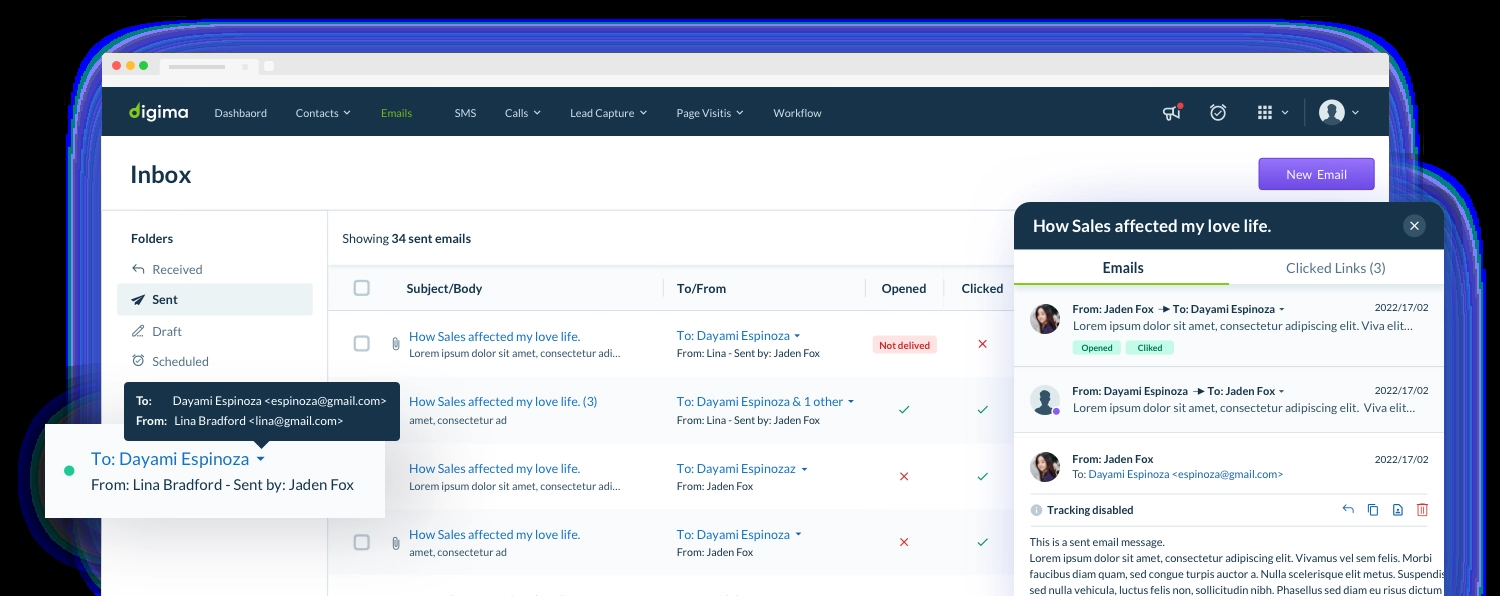 digima Dashbaord Contacts Emails SMS Calls Lead Capture Page Visitis Workflow
Inbox
New Email
Folders
Received
Sent
Draft
Scheduled
To: Dayami Espinoza <espinoza@gmail.com>
From: Lina Bradford <lina@gmail.com>
To: Dayami Espinoza
From: Lina Bradford - Sent by: Jaden Fox
Showing 34 sent emails
Subject/Body To/From Opened Clicked
How Sales affected my love life. To: Dayami Espinoza
Lorem ipsum dolor sit amet, consectetur adi... From: Lina - Sent by: Jaden Fox
Not delived
How Sales affected my love life. (3) To: Dayami Espinoza & 1 other
amet, consectetur ad From: Lina - Sent by: Jaden Fox
How Sales affected my love life. To: Dayami Espinozaz
Lorem ipsum dolor sit amet, consectetur adi... From: Jaden Fox
How Sales affected my love life. To: Dayami Espinoza
amet, consectetur ad From: Jaden Fox
How Sales affected my love life.
Emails Clicked Links (3)
From: Jaden Fox To: Dayami Espinoza 2022/17/02
Lorem ipsum dolor sit amet, consectetur adipiscing elit. Viva elit...
Opened Cliked
From: Dayami Espinoza To: Jaden Fox 2022/17/02
Lorem ipsum dolor sit amet, consectetur adipiscing elit. Viva elit...
From: Jaden Fox 2022/17/02
To: Dayami Espinoza <espinoza@gmail.com>
Tracking disabled
This is a sent email message.
Lorem ipsum dolor sit amet, consectetur adipiscing elit. Vivamus vel sem felis. Morbi
faucibus diam quam, sed congue turpis auctor a. Nulla scelerisque elit metus. Suspendis
sed nulla vehicula, luctus felis non, sollicitudin nibh. Phasellus sed diam eu risus dictum